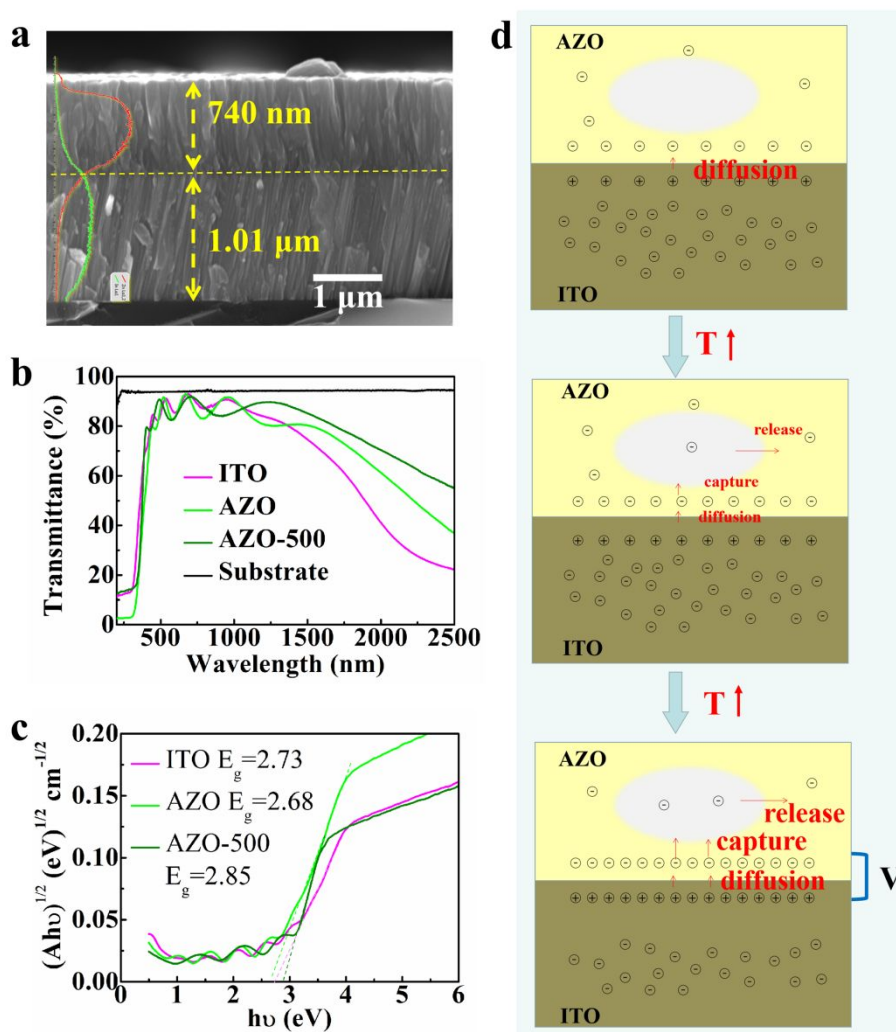 a
740 nm
1.01 μm
1 μm
b
Transmittance (%)
100
80
60
40
20
0
ITO
AZO
AZO-500
Substrate
500 1000 1500 2000 2500
Wavelength (nm)
c
(Ahυ)^1/2 (eV)^1/2 cm^-1/2
0.20
0.15
0.10
0.05
0.00
ITO E_g=2.73
AZO E_g=2.68
AZO-500
E_g=2.85
0 1 2 3 4 5 6
hυ (eV)
d
AZO
diffusion
ITO
T
AZO
release
capture
diffusion
ITO
T
AZO
release
capture
diffusion
V
ITO